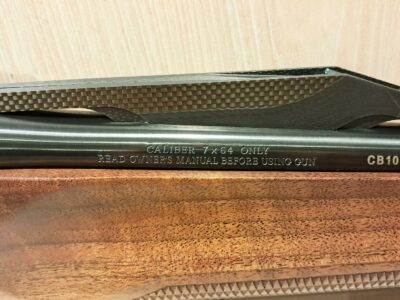 CALIBER 7x64 ONLY
READ OWNER'S MANUAL BEFORE USING GUN
CB10